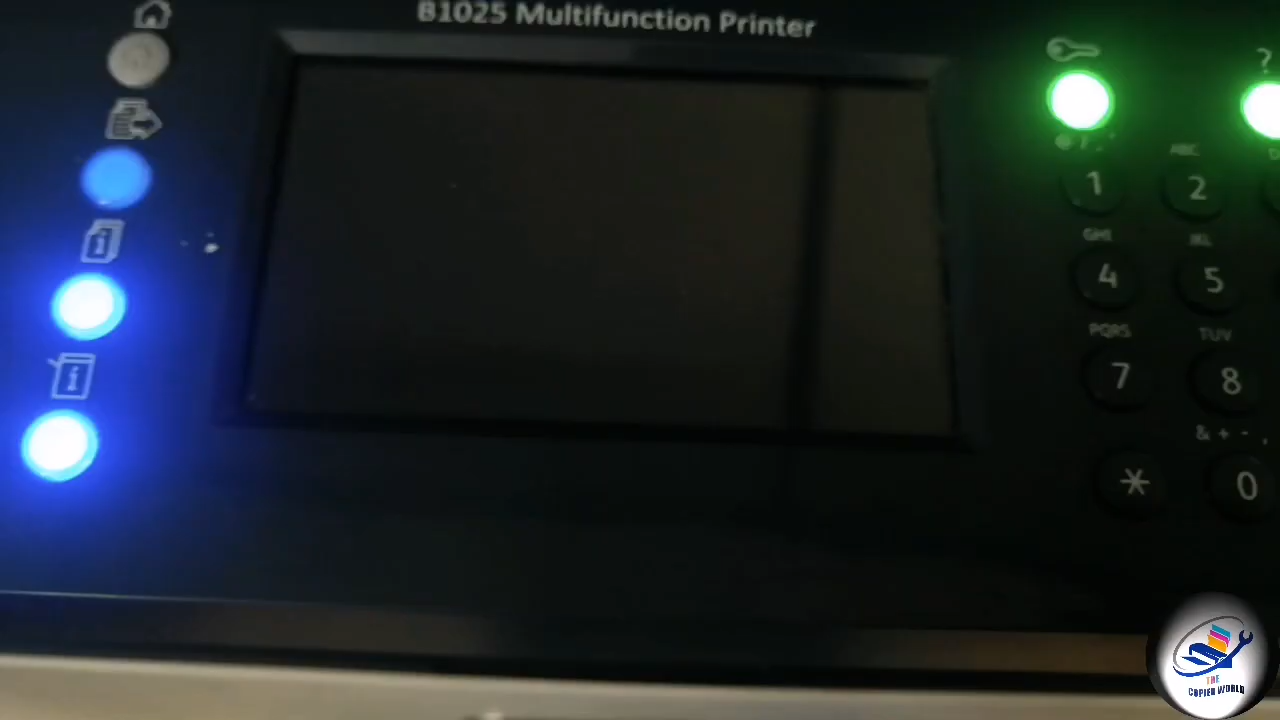 B1025 Multifunction Printer
?
ABC
1
2
GHI
JKL
4
5
PQRS
TUV
7
8
& + - ,
*
0
THE
COPIER WORLD